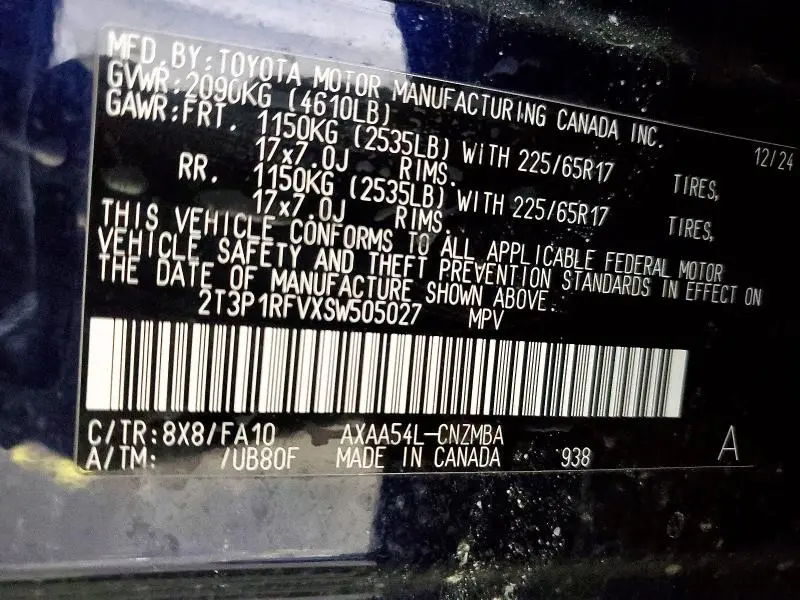 MFD. BY: TOYOTA MOTOR MANUFACTURING CANADA INC. 12/24
GVWR: 2090KG (4610LB)
GAWR: FRT. 1150KG (2535LB) WITH 225/65R17 TIRES,
17x7.0J RIMS.
RR. 1150KG (2535LB) WITH 225/65R17 TIRES,
17x7.0J RIMS.
THIS VEHICLE CONFORMS TO ALL APPLICABLE FEDERAL MOTOR
VEHICLE SAFETY AND THEFT PREVENTION STANDARDS IN EFFECT ON
THE DATE OF MANUFACTURE SHOWN ABOVE.
2T3P1RFVXSW505027 MPV
C/TR: 8X8/FA10 AXAA54L-CNZMBA
A/TM: /UB80F MADE IN CANADA 938 A